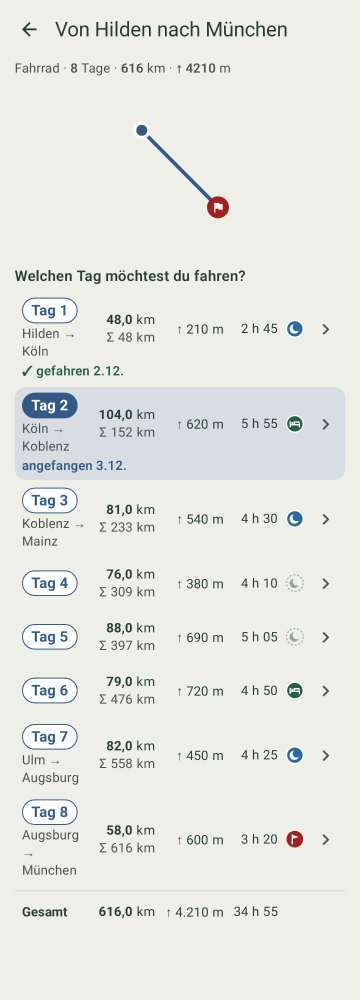 Von Hilden nach München
Fahrrad · 8 Tage · 616 km · ↑ 4210 m
Welchen Tag möchtest du fahren?
Tag 1
Hilden →
Köln
48,0 km
Σ 48 km
↑ 210 m
2 h 45
✓ gefahren 2.12.
Tag 2
Köln →
Koblenz
104,0 km
Σ 152 km
↑ 620 m
5 h 55
angefangen 3.12.
Tag 3
Koblenz →
Mainz
81,0 km
Σ 233 km
↑ 540 m
4 h 30
Tag 4
76,0 km
Σ 309 km
↑ 380 m
4 h 10
Tag 5
88,0 km
Σ 397 km
↑ 690 m
5 h 05
Tag 6
79,0 km
Σ 476 km
↑ 720 m
4 h 50
Tag 7
Ulm →
Augsburg
82,0 km
Σ 558 km
↑ 450 m
4 h 25
Tag 8
Augsburg
→
München
58,0 km
Σ 616 km
↑ 600 m
3 h 20
Gesamt 616,0 km ↑ 4.210 m 34 h 55